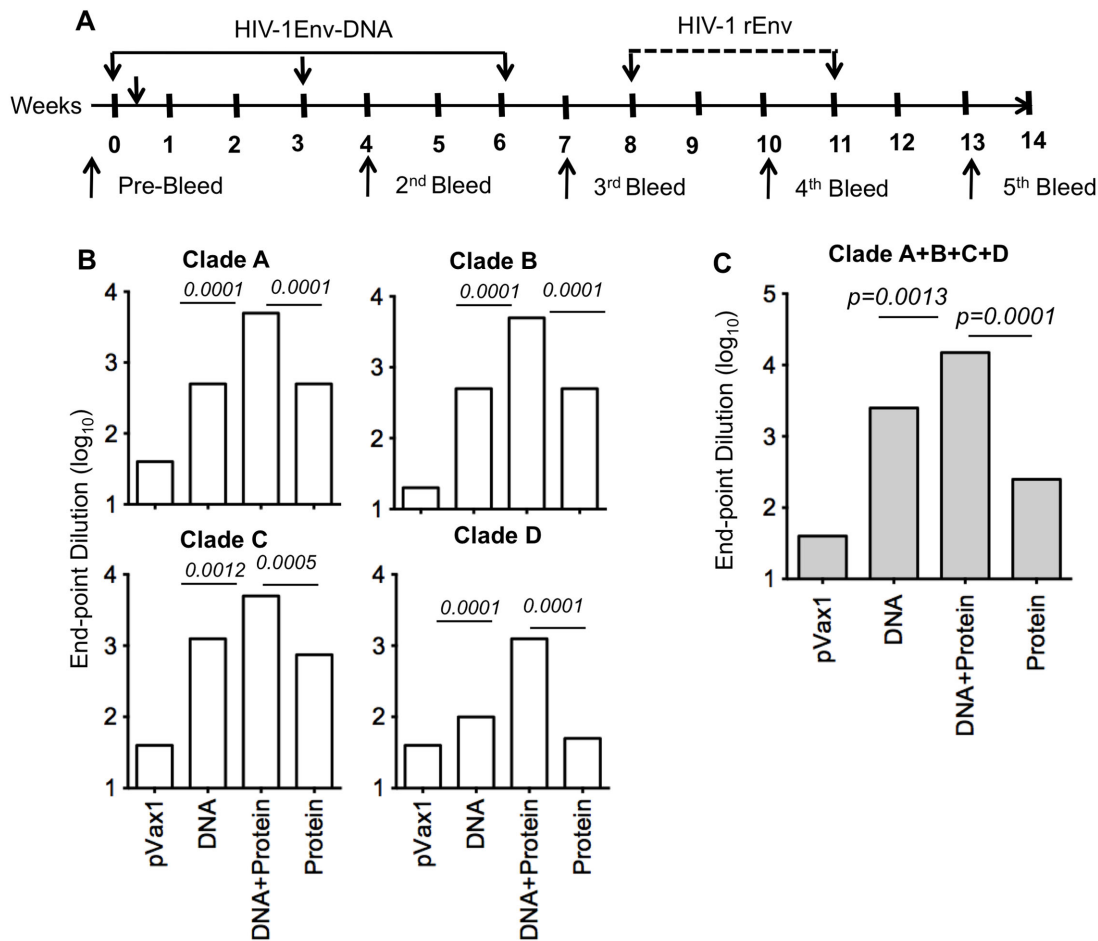 A
HIV-1Env-DNA
HIV-1 rEnv
Weeks
0 1 2 3 4 5 6 7 8 9 10 11 12 13 14
Pre-Bleed 2nd Bleed 3rd Bleed 4th Bleed 5th Bleed
B
Clade A
0.0001 0.0001
4
3
2
1
Clade B
0.0001 0.0001
4
3
2
1
End-point Dilution (log10)
Clade C
0.0012 0.0005
4
3
2
1
pVax1
DNA
DNA+Protein
Protein
Clade D
0.0001 0.0001
4
3
2
1
pVax1
DNA
DNA+Protein
Protein
C
Clade A+B+C+D
p=0.0013
p=0.0001
End-point Dilution (log10)
5
4
3
2
1
pVax1
DNA
DNA+Protein
Protein